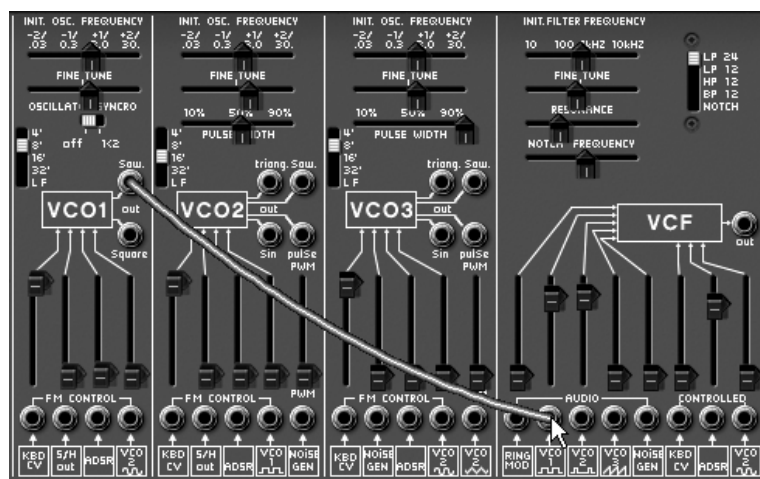 INIT. OSC. FREQUENCY
-2/ -1/ +1/ +2/
.03 0.3 3.0 30.
FINE TUNE
OSCILLATO SYNCRO
off 1<2
4'
8'
16'
32'
LF
Saw.
VCO1
out
Square
FM CONTROL
KBD CV
S/H out
ADSR
VCO 2
INIT. OSC. FREQUENCY
-2/ -1/ +1/ +2/
.03 0.3 3.0 30.
FINE TUNE
10% 50% 90%
PULSE WIDTH
4'
8'
16'
32'
LF
triang. Saw.
VCO2
out
Sin pulse
PWM
PWM
FM CONTROL
KBD CV
S/H out
ADSR
VCO 1
NOISE GEN
INIT. OSC. FREQUENCY
-2/ -1/ +1/ +2/
.03 0.3 3.0 30.
FINE TUNE
10% 50% 90%
PULSE WIDTH
4'
8'
16'
32'
LF
triang. Saw.
VCO3
out
Sin pulse
PWM
FM CONTROL
KBD CV
NOISE GEN
ADSR
VCO 2
VCO 2
INIT. FILTER FREQUENCY
10 100 1kHZ 10kHZ
FINE TUNE
RESONANCE
NOTCH FREQUENCY
LP 24
LP 12
HP 12
BP 12
NOTCH
VCF
out
AUDIO
CONTROLLED
RING MOD
VCO 1
VCO 2
VCO 3
NOISE GEN
KBD CV
ADSR
VCO 2